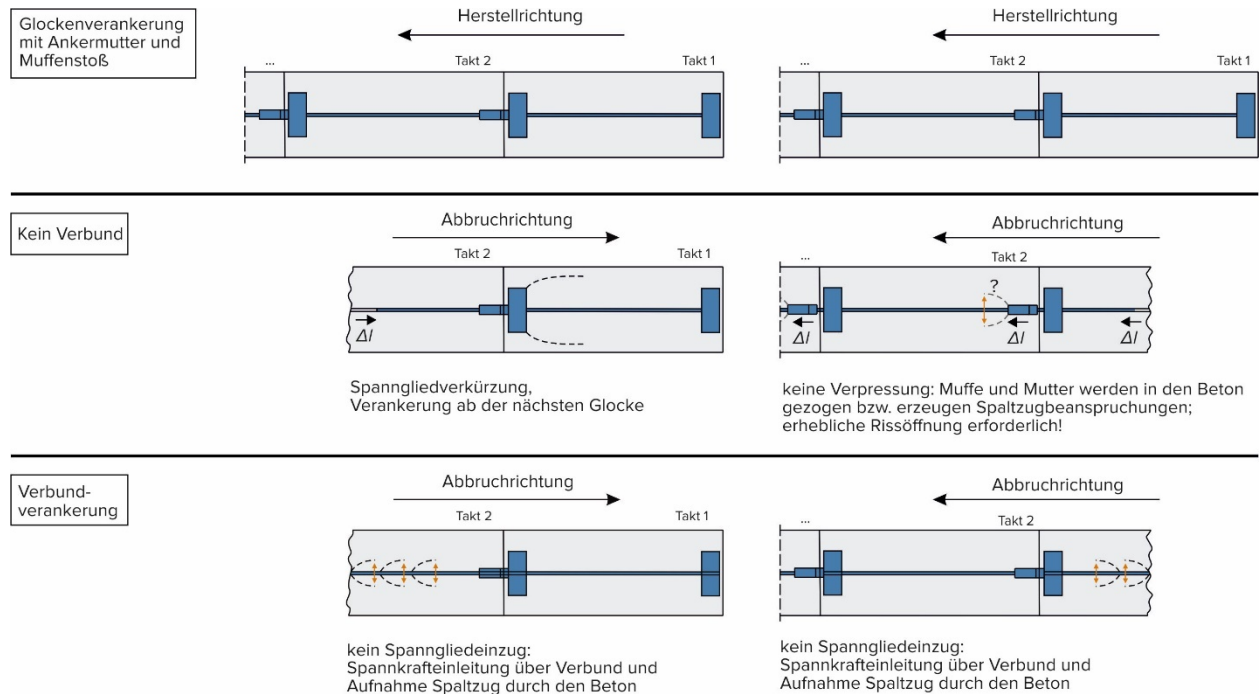 Glockenverankerung
mit Ankermutter und
Muffenstoß
Herstellrichtung
... Takt 2 Takt 1
Herstellrichtung
... Takt 2 Takt 1
Kein Verbund
Abbruchrichtung
Takt 2 Takt 1
Δl
Spanngliedverkürzung,
Verankerung ab der nächsten Glocke
Abbruchrichtung
... Takt 2
?
Δl Δl Δl
keine Verpressung: Muffe und Mutter werden in den Beton
gezogen bzw. erzeugen Spaltzugbeanspruchungen;
erhebliche Rissöffnung erforderlich!
Verbund-
verankerung
Abbruchrichtung
Takt 2 Takt 1
kein Spanngliedeinzug:
Spannkrafteinleitung über Verbund und
Aufnahme Spaltzug durch den Beton
Abbruchrichtung
... Takt 2
kein Spanngliedeinzug:
Spannkrafteinleitung über Verbund und
Aufnahme Spaltzug durch den Beton